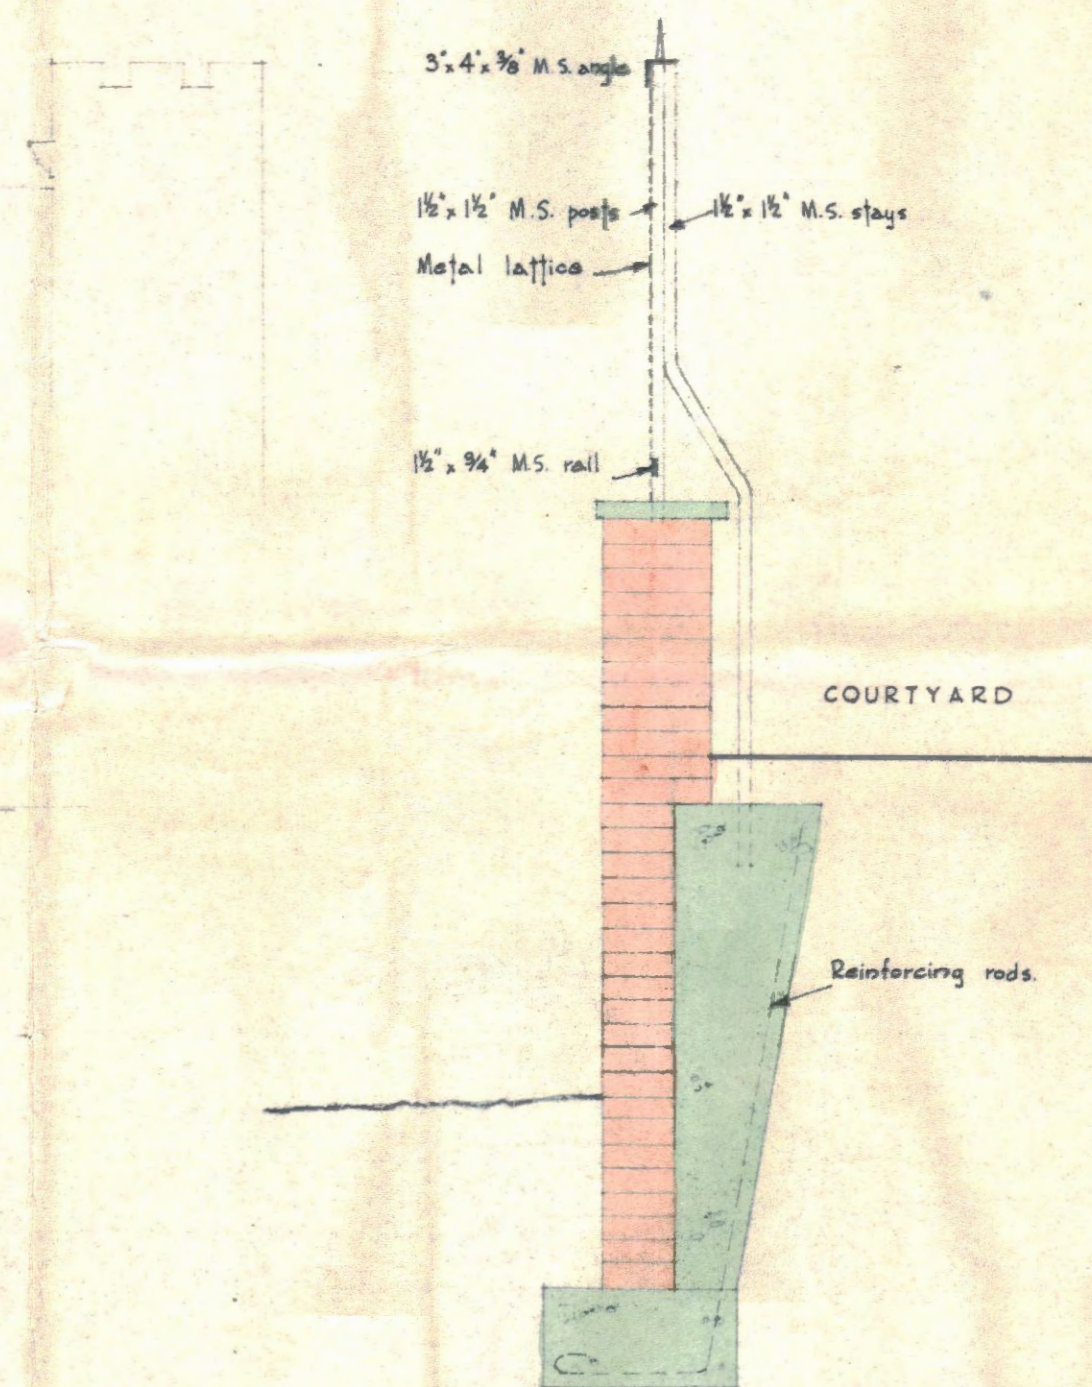 3"x 4"x 3/8" M.S. angle
1½"x 1½" M.S. posts
1½"x 1½" M.S. stays
Metal lattice
1½" x 3/4" M.S. rail
COURTYARD
Reinforcing rods.